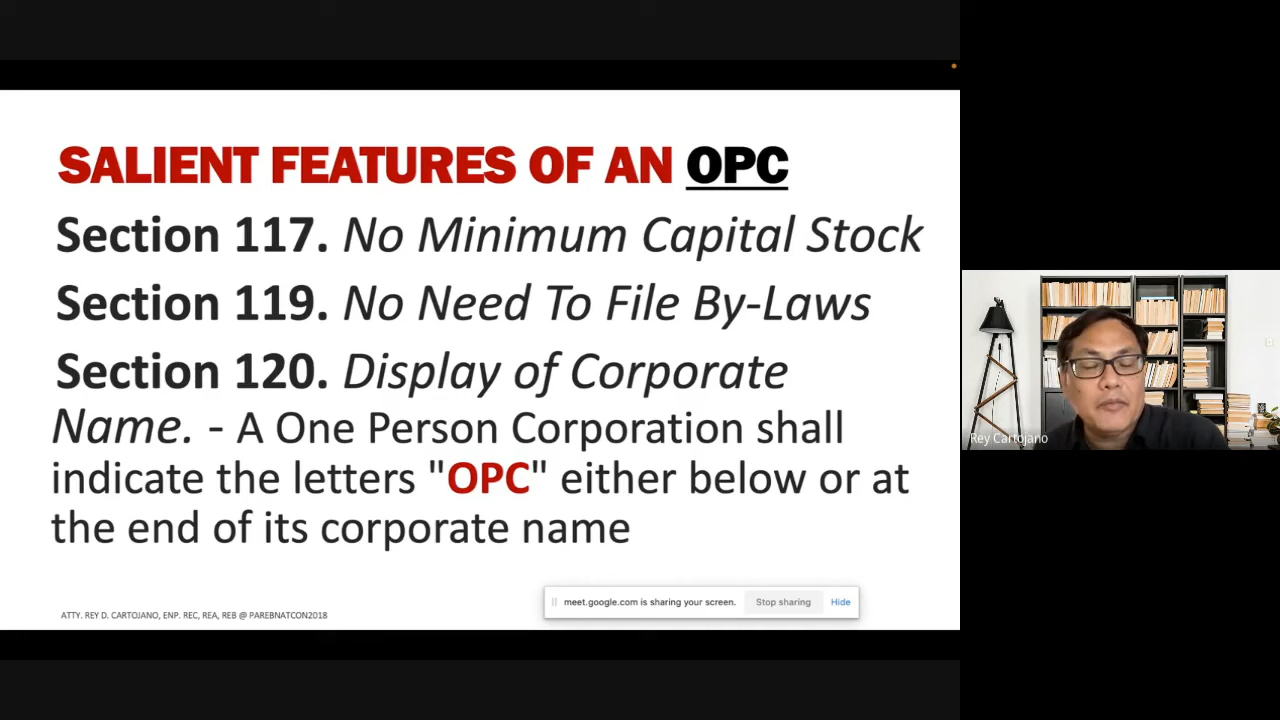 SALIENT FEATURES OF AN OPC
Section 117. No Minimum Capital Stock
Section 119. No Need To File By-Laws
Section 120. Display of Corporate
Name. - A One Person Corporation shall
indicate the letters "OPC" either below or at
the end of its corporate name
ATTY. REY D. CARTOJANO, ENP. REC, REA, REB @ PAREBNATCON2018
meet.google.com is sharing your screen. Stop sharing Hide
Rey Cartojano